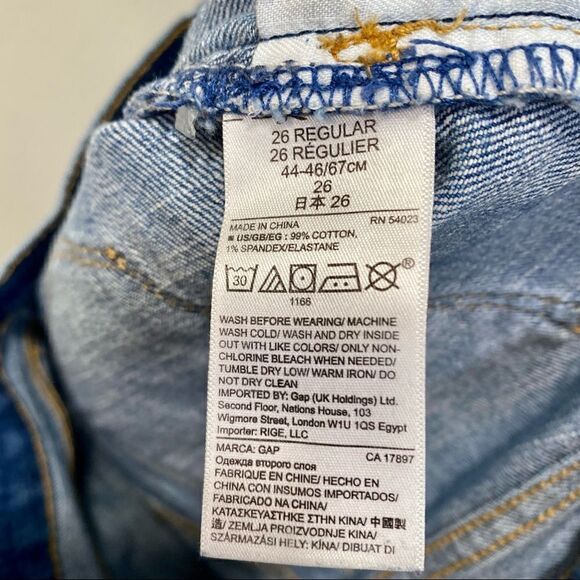 26 REGULAR
26 RÉGULIER
44-46/67CM
26
日本 26
MADE IN CHINA RN 54023
US/GB/EG: 99% COTTON,
1% SPANDEX/ELASTANE
30
®
1166
WASH BEFORE WEARING/ MACHINE
WASH COLD/ WASH AND DRY INSIDE
OUT WITH LIKE COLORS/ ONLY NON-
CHLORINE BLEACH WHEN NEEDED/
TUMBLE DRY LOW/ WARM IRON/ DO
NOT DRY CLEAN
IMPORTED BY: Gap (UK Holdings) Ltd.
Second Floor, Nations House, 103
Wigmore Street, London W1U 1QS Egypt
Importer: RIGE, LLC
MARCA: GAP CA 17897
Одежда второго слоя
FABRIQUE EN CHINE/ HECHO EN
CHINA CON INSUMOS IMPORTADOS/
FABRICADO NA CHINA/
ΚΑΤΑΣΚΕΥΑΣΤΗΚΕ ΣΤΗΝ ΚΙΝΑ/ 中國製
造/ ZEMLJA PROIZVODNJE KINA/
SZÁRMAZÁSI HELY: KÍNA/ DIBUAT DI